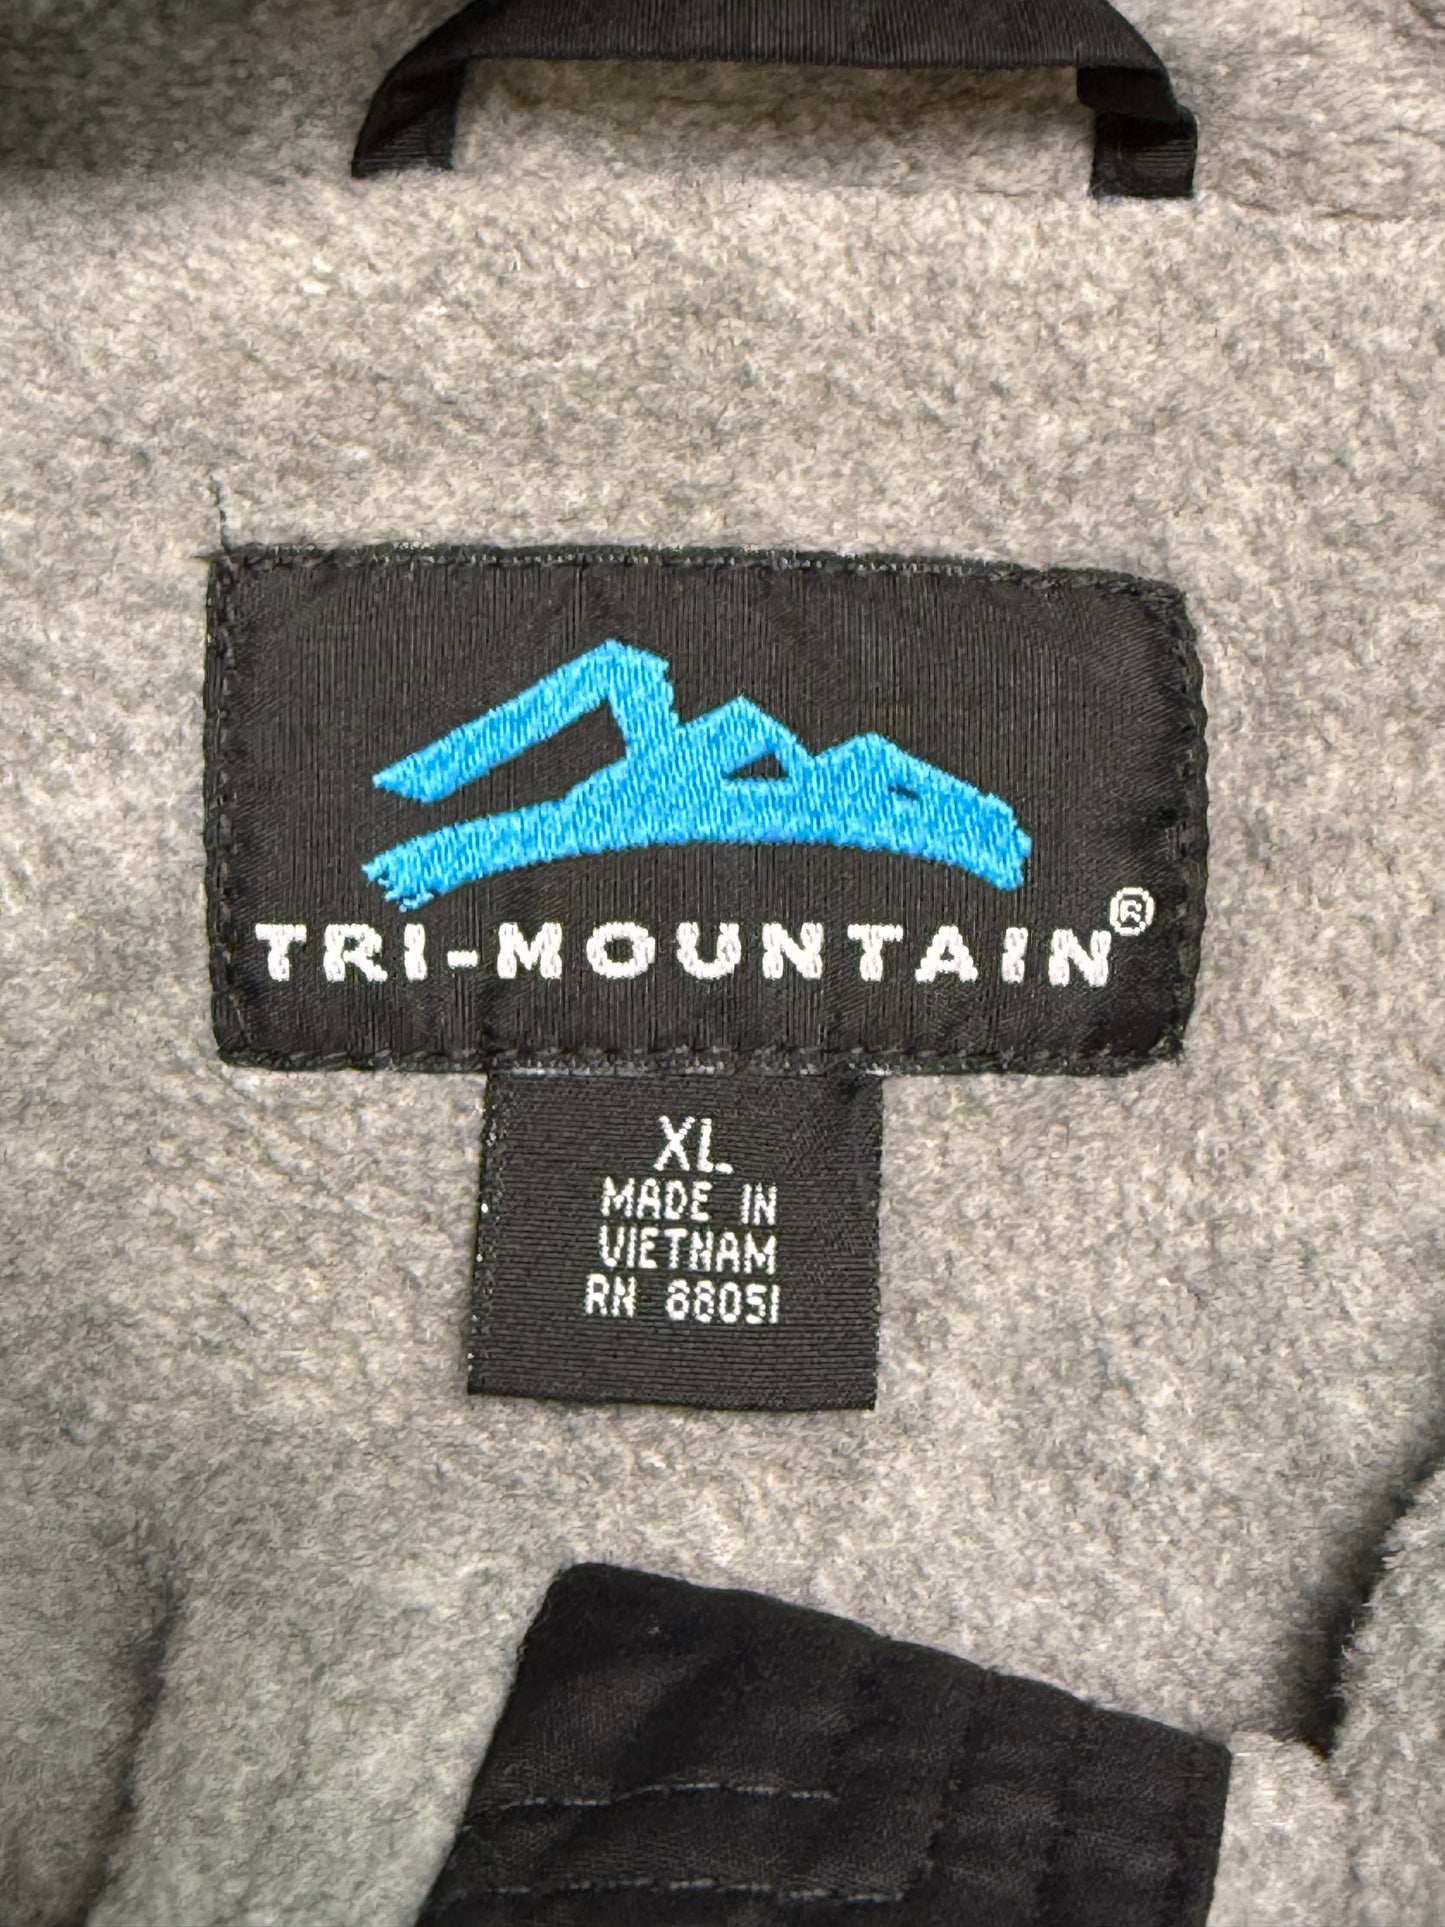 TRI-MOUNTAIN®
XL
MADE IN
VIETNAM
RN 88051